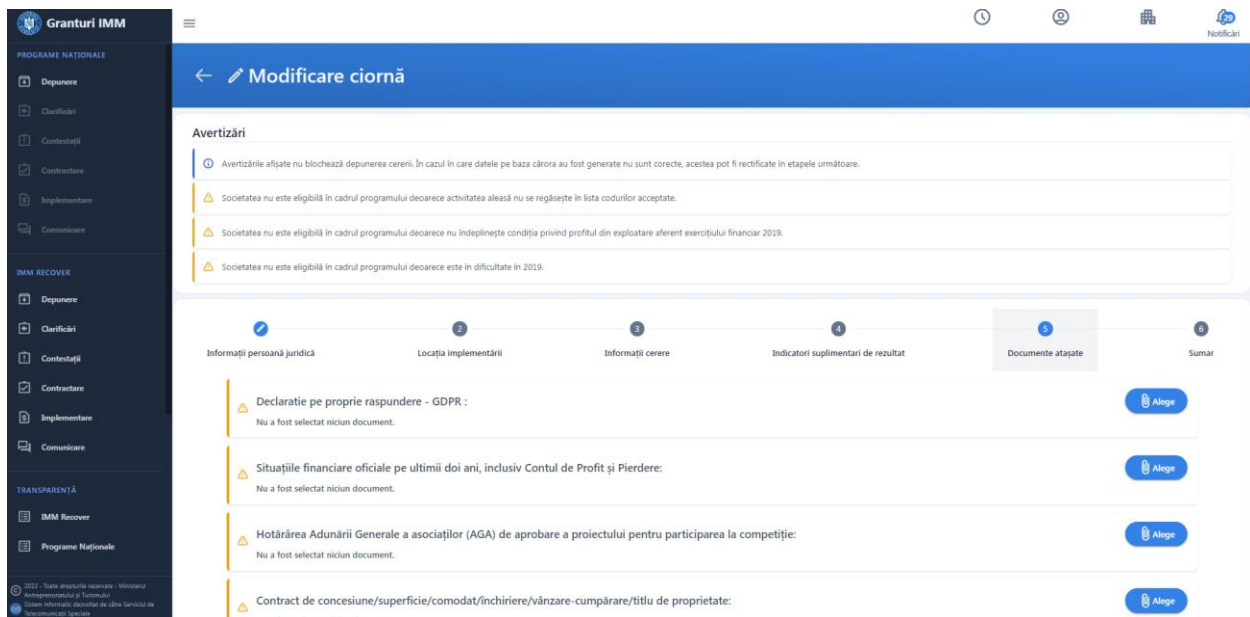 Granturi IMM
29
Notificări
PROGRAME NAȚIONALE
Depunere
Clarificări
Contestații
Contractare
Implementare
Comunicare
IMM RECOVER
Depunere
Clarificări
Contestații
Contractare
Implementare
Comunicare
TRANSPARENȚĂ
IMM Recover
Programe Naționale
2022 - Toate drepturile rezervate - Ministerul
Antreprenoriatului și Turismului
Sistem informatic dezvoltat de către Serviciul de
Telecomunicații Speciale
Modificare ciornă
Avertizări
Avertizările afișate nu blochează depunerea cererii. În cazul în care datele pe baza cărora au fost generate nu sunt corecte, acestea pot fi rectificate în etapele următoare.
Societatea nu este eligibilă în cadrul programului deoarece activitatea aleasă nu se regăsește în lista codurilor acceptate.
Societatea nu este eligibilă în cadrul programului deoarece nu îndeplinește condiția privind profitul din exploatare aferent exercițiului financiar 2019.
Societatea nu este eligibilă în cadrul programului deoarece este în dificultate în 2019.
Informații persoană juridică
2 Locația implementării
3 Informații cerere
4 Indicatori suplimentari de rezultat
5 Documente atașate
6 Sumar
Declaratie pe proprie raspundere - GDPR :
Nu a fost selectat niciun document.
Alege
Situațiile financiare oficiale pe ultimii doi ani, inclusiv Contul de Profit și Pierdere:
Nu a fost selectat niciun document.
Alege
Hotărârea Adunării Generale a asociaților (AGA) de aprobare a proiectului pentru participarea la competiție:
Nu a fost selectat niciun document.
Alege
Contract de concesiune/superficie/comodat/închiriere/vânzare-cumpărare/titlu de proprietate:
Alege